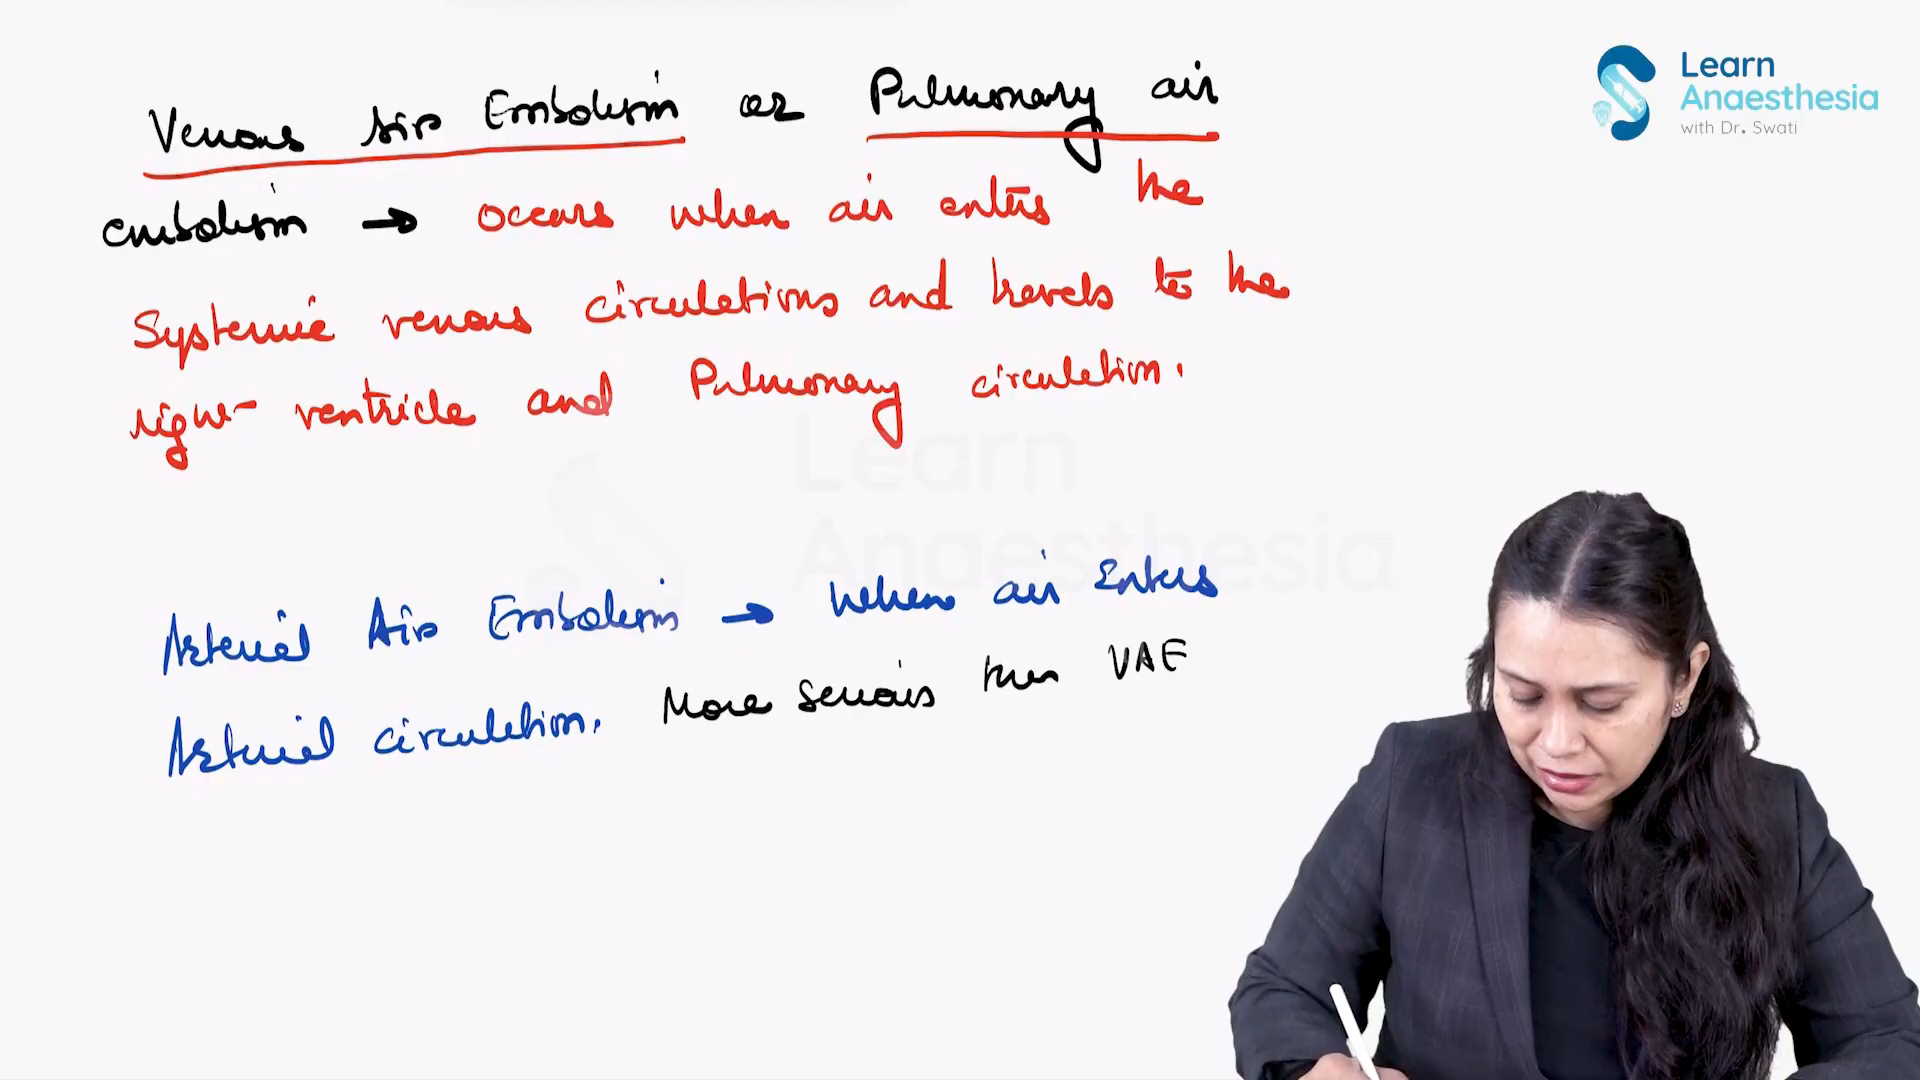 Venous Air Embolism or Pulmonary air
embolism → occurs when air enters the
Systemic venous circulations and travels to the
right ventricle and Pulmonary circulation.
Arterial Air Embolism → When air Enters
Arterial circulation. More Serious than VAE
Learn
Anaesthesia
with Dr. Swati
Learn
Anaesthesia